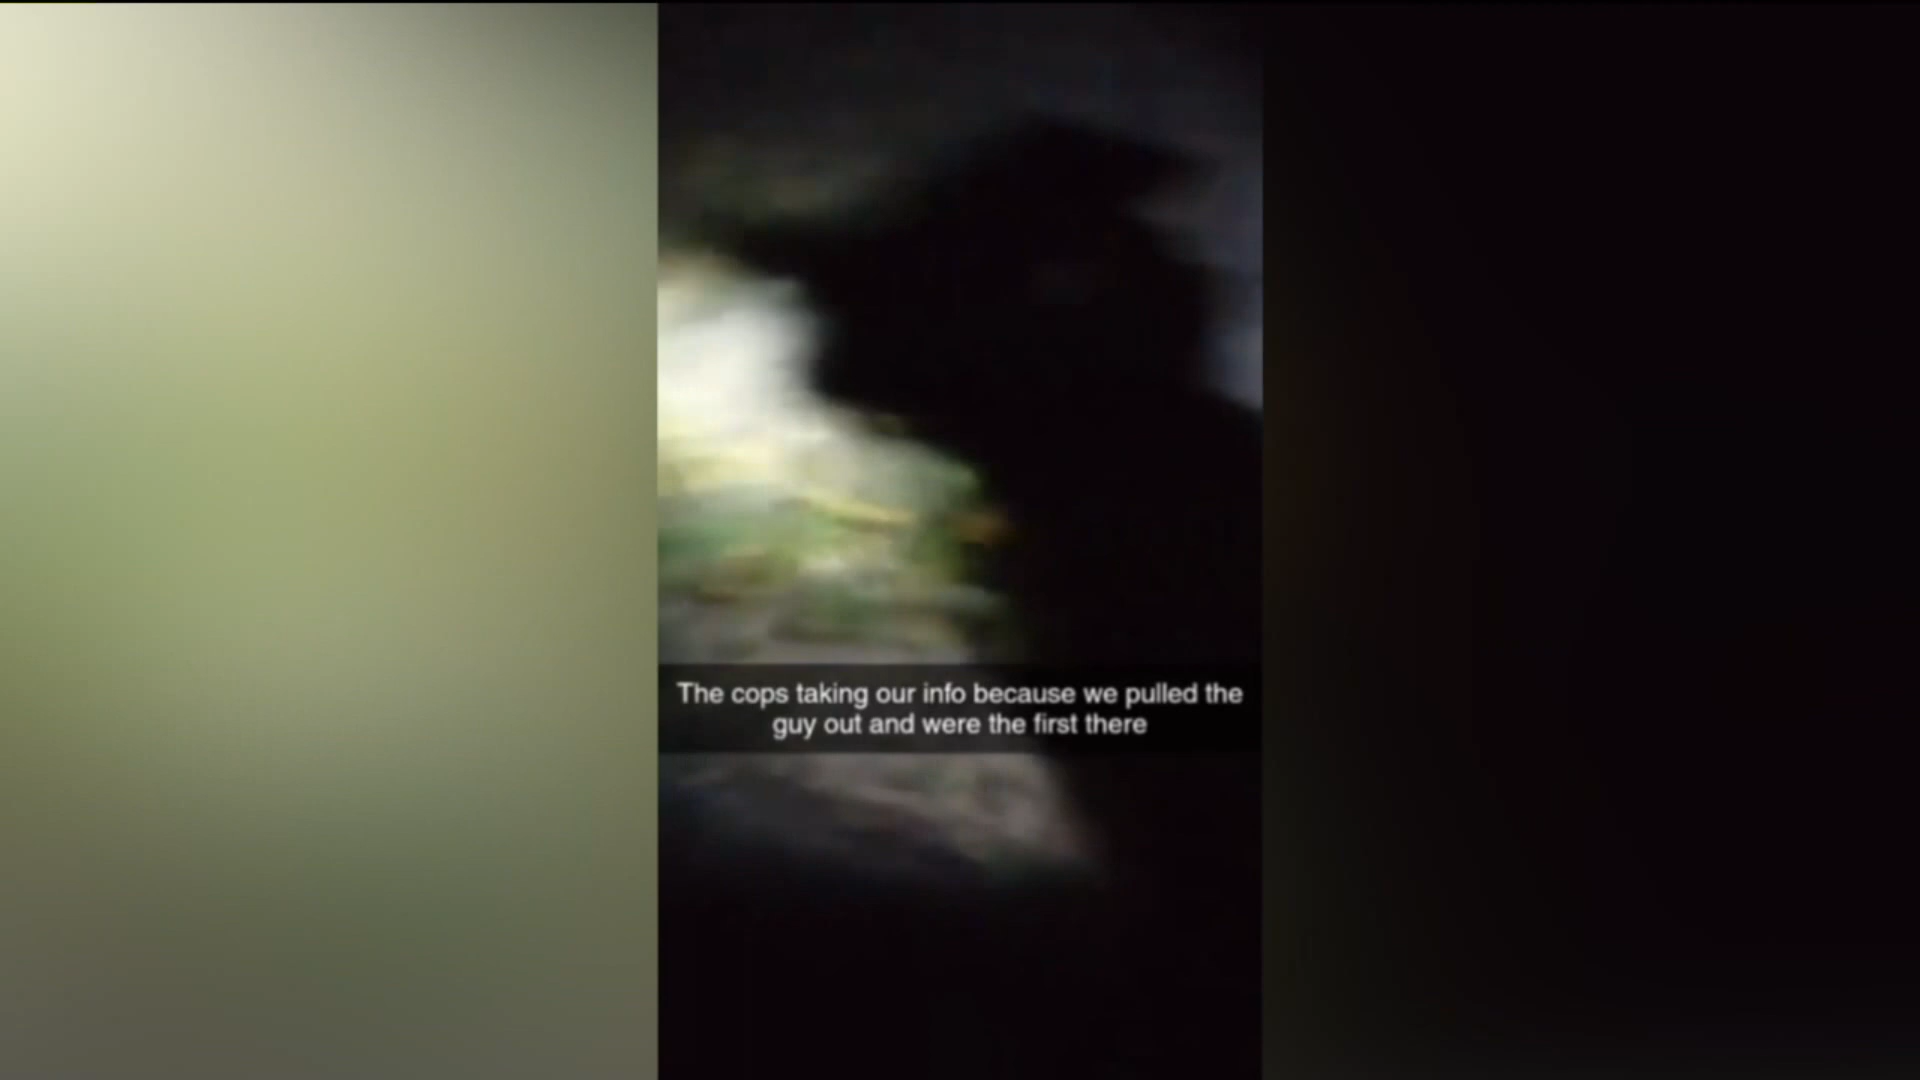 The cops taking our info because we pulled the
guy out and were the first there